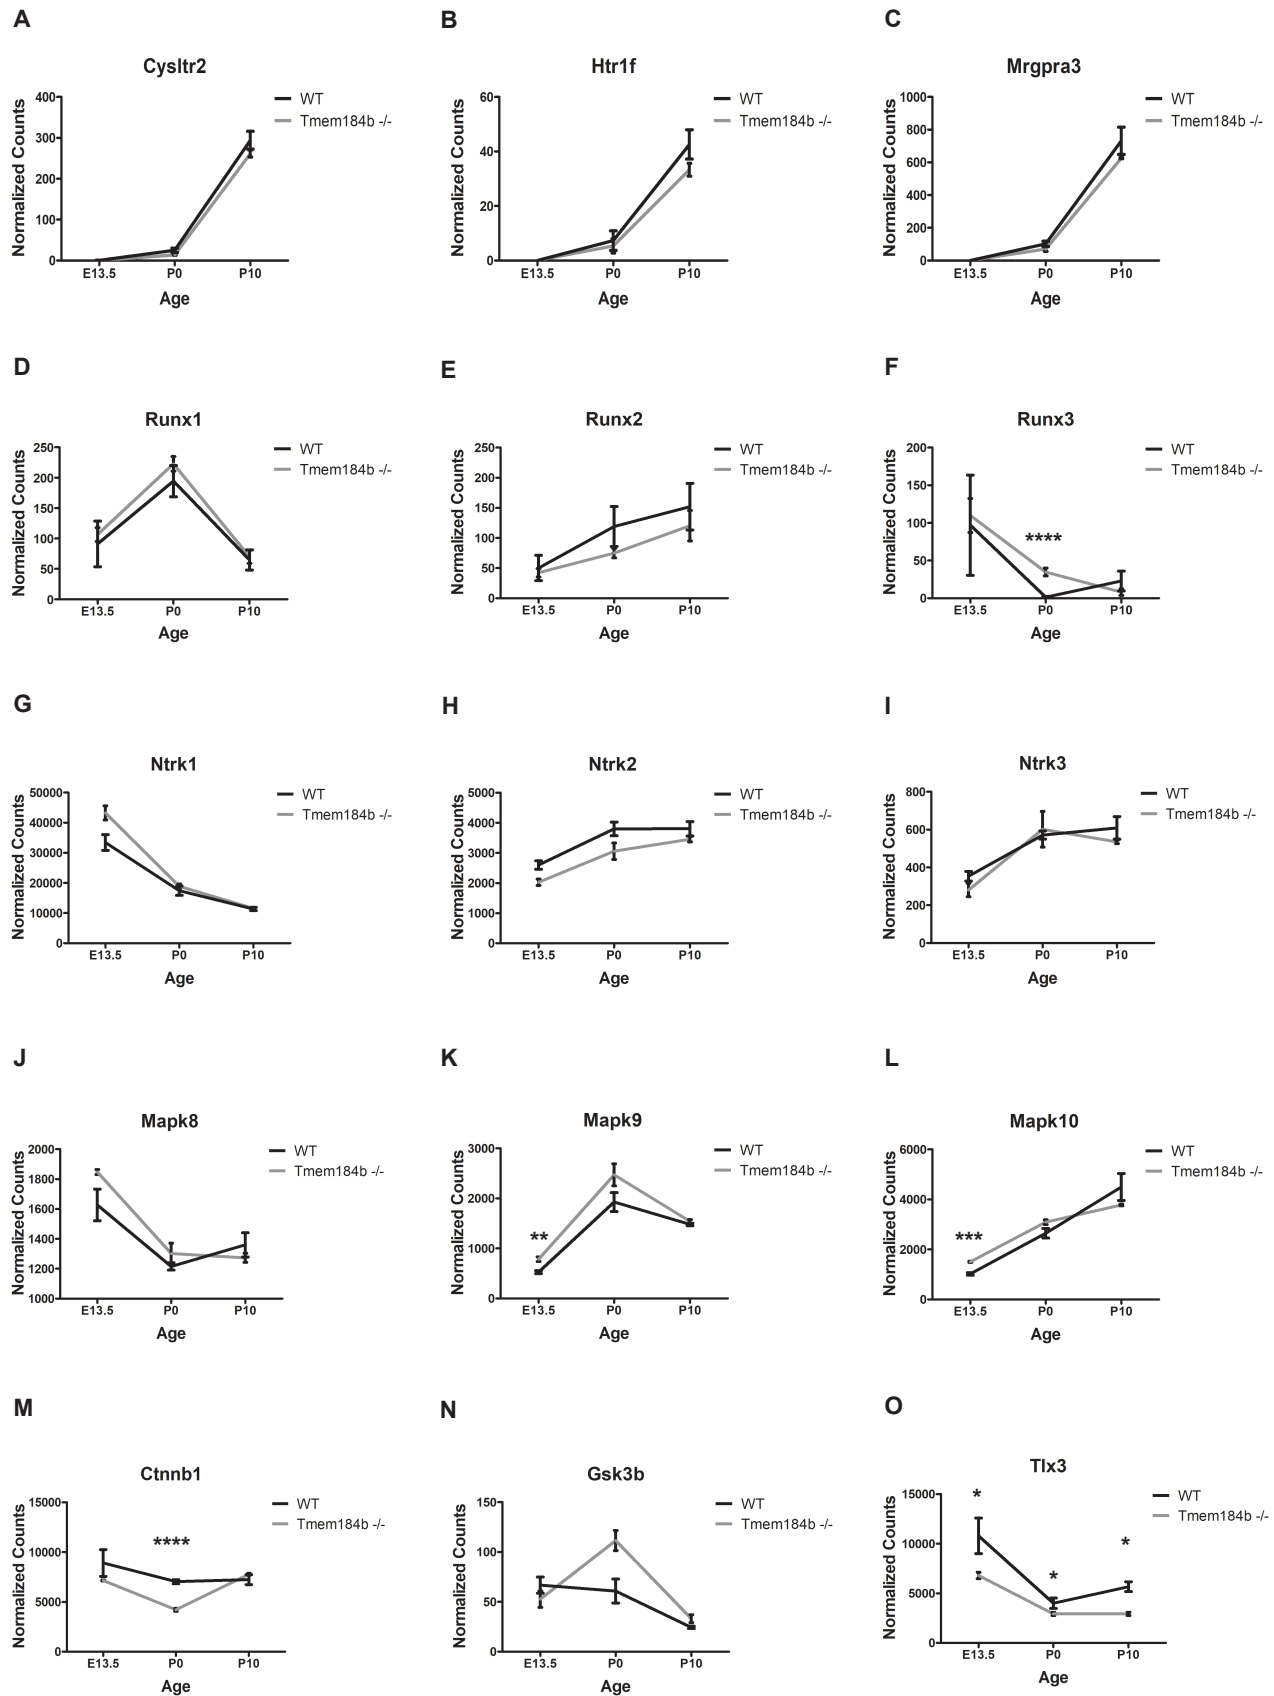 A
Cysltr2
Normalized Counts
400
300
200
100
0
E13.5 P0 P10
Age
WT
Tmem184b -/-
B
Htr1f
Normalized Counts
60
40
20
0
E13.5 P0 P10
Age
WT
Tmem184b -/-
C
Mrgpra3
Normalized Counts
1000
800
600
400
200
0
E13.5 P0 P10
Age
WT
Tmem184b -/-
D
Runx1
Normalized Counts
250
200
150
100
50
0
E13.5 P0 P10
Age
WT
Tmem184b -/-
E
Runx2
Normalized Counts
250
200
150
100
50
0
E13.5 P0 P10
Age
WT
Tmem184b -/-
F
Runx3
Normalized Counts
200
150
100
50
0
****
E13.5 P0 P10
Age
WT
Tmem184b -/-
G
Ntrk1
Normalized Counts
50000
40000
30000
20000
10000
0
E13.5 P0 P10
Age
WT
Tmem184b -/-
H
Ntrk2
Normalized Counts
5000
4000
3000
2000
1000
0
E13.5 P0 P10
Age
WT
Tmem184b -/-
I
Ntrk3
Normalized Counts
800
600
400
200
0
E13.5 P0 P10
Age
WT
Tmem184b -/-
J
Mapk8
Normalized Counts
2000
1800
1600
1400
1200
1000
E13.5 P0 P10
Age
WT
Tmem184b -/-
K
Mapk9
Normalized Counts
3000
2000
1000
0
**
E13.5 P0 P10
Age
WT
Tmem184b -/-
L
Mapk10
Normalized Counts
6000
4000
2000
0
***
E13.5 P0 P10
Age
WT
Tmem184b -/-
M
Ctnnb1
Normalized Counts
15000
10000
5000
0
****
E13.5 P0 P10
Age
WT
Tmem184b -/-
N
Gsk3b
Normalized Counts
150
100
50
0
E13.5 P0 P10
Age
WT
Tmem184b -/-
O
Tlx3
Normalized Counts
15000
10000
5000
0
*
*
*
E13.5 P0 P10
Age
WT
Tmem184b -/-